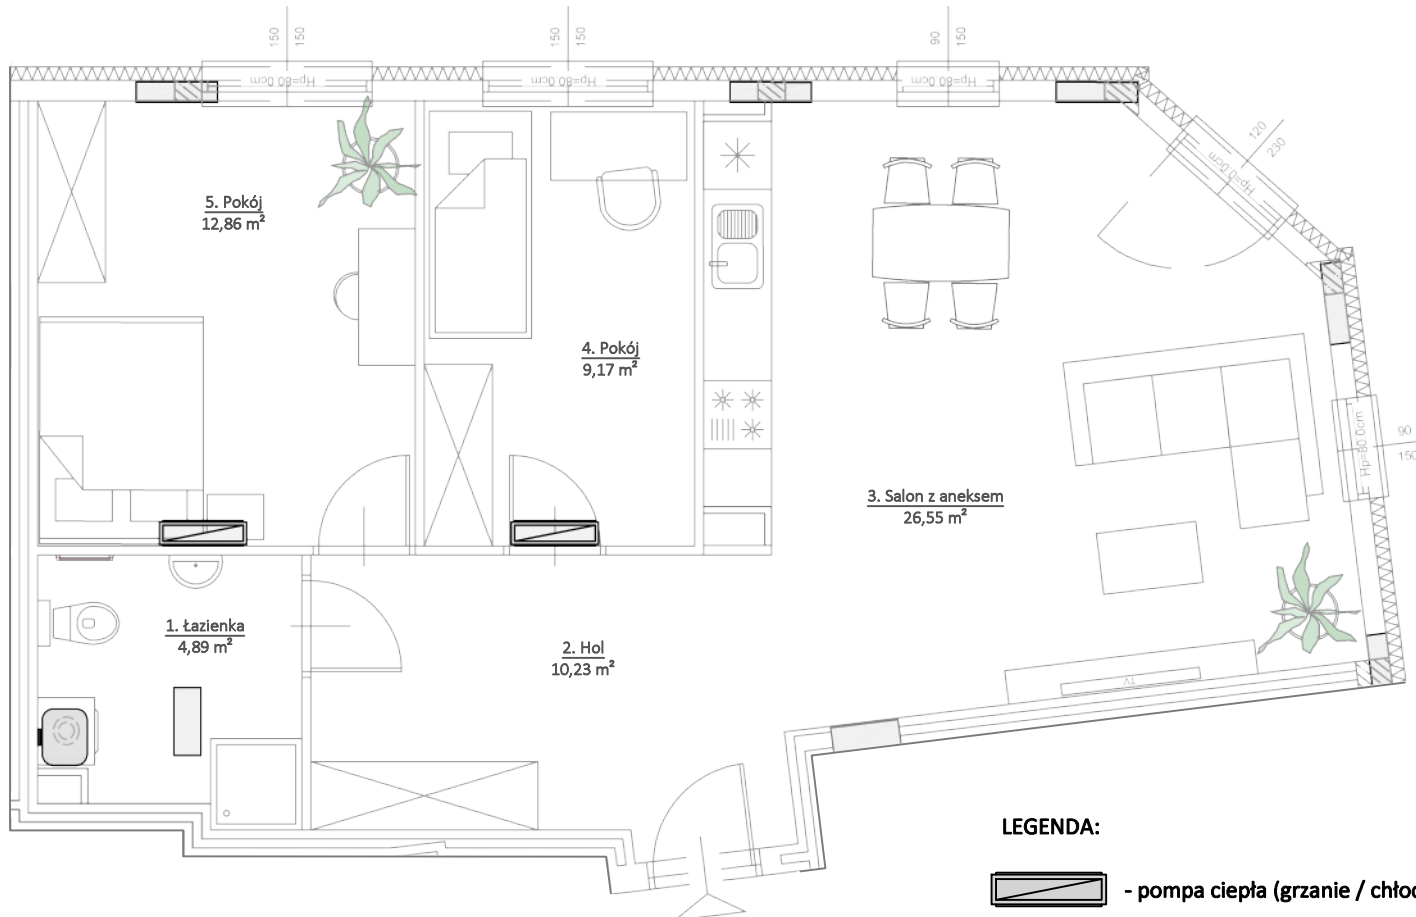 150
150
150
150
90
150
Hp=80.0cm
Hp=80.0cm
Hp=80.0cm
120
230
Hp=0.0cm
5. Pokój
12,86 m²
4. Pokój
9,17 m²
90
150
Hp=80.0cm
3. Salon z aneksem
26,55 m²
1. Łazienka
4,89 m²
2. Hol
10,23 m²
TV
LEGENDA:
- pompa ciepła (grzanie / chłod